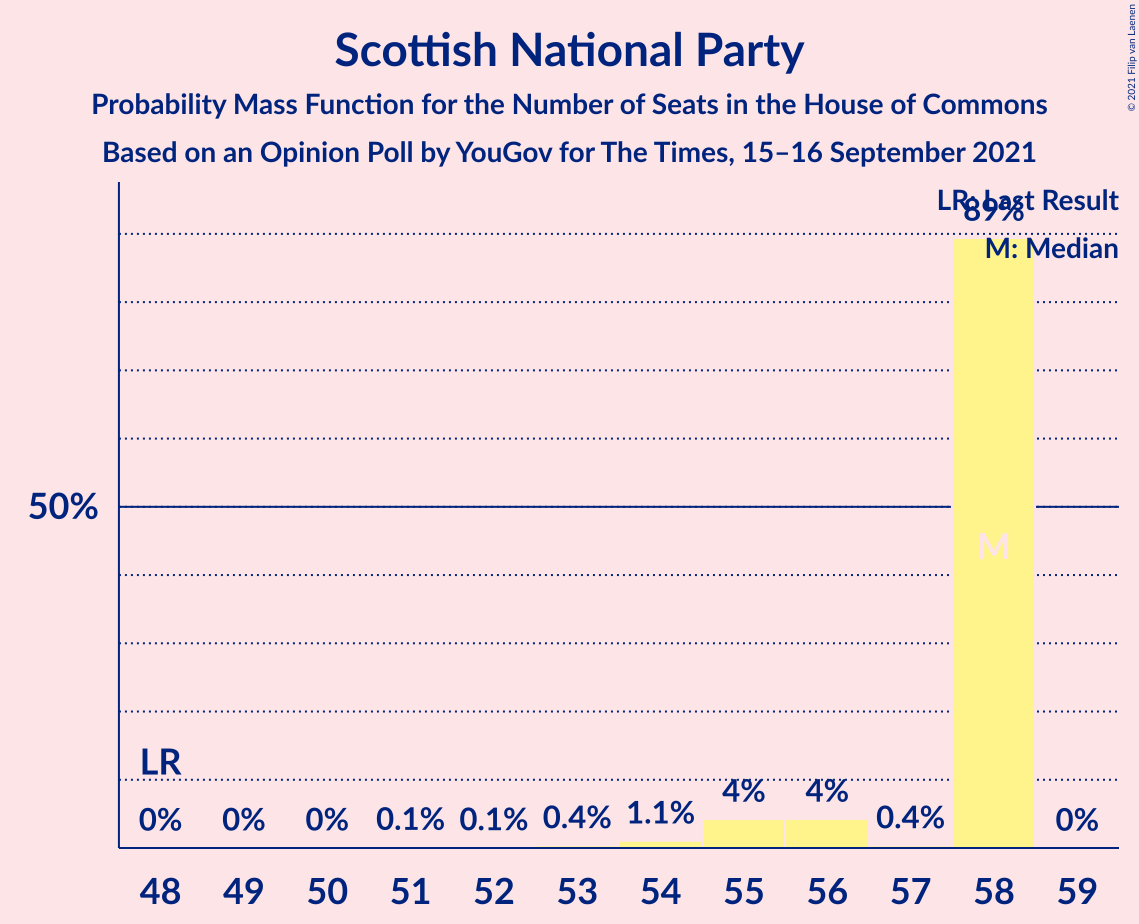 Scottish National Party
Probability Mass Function for the Number of Seats in the House of Commons
Based on an Opinion Poll by YouGov for The Times, 15–16 September 2021
© 2021 Filip van Laenen
LR: Last Result
89%
M: Median
50%
M
LR
0% 0% 0% 0.1% 0.1% 0.4% 1.1% 4% 4% 0.4% 0%
48 49 50 51 52 53 54 55 56 57 58 59